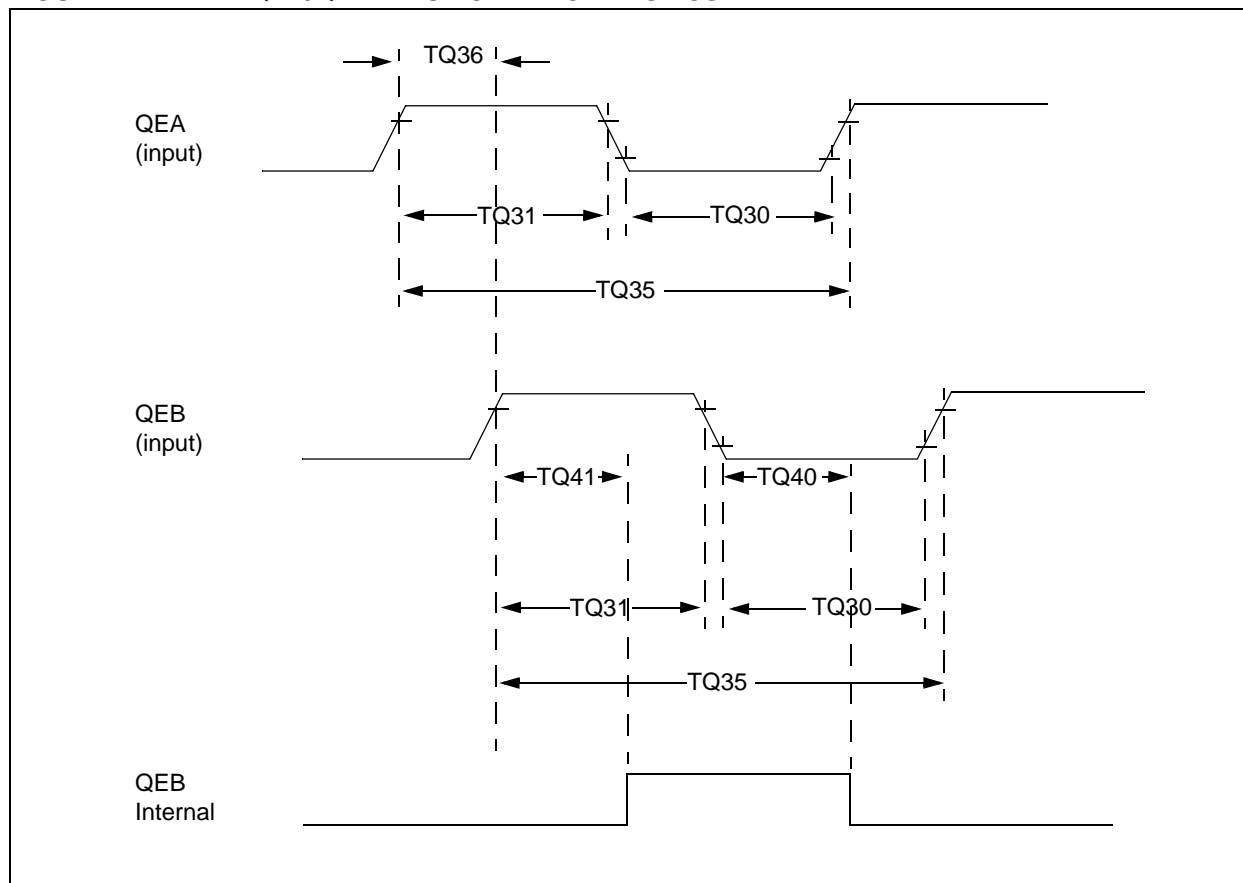 TQ36
QEA
(input)
TQ31
TQ30
TQ35
QEB
(input)
TQ41
TQ40
TQ31
TQ30
TQ35
QEB
Internal